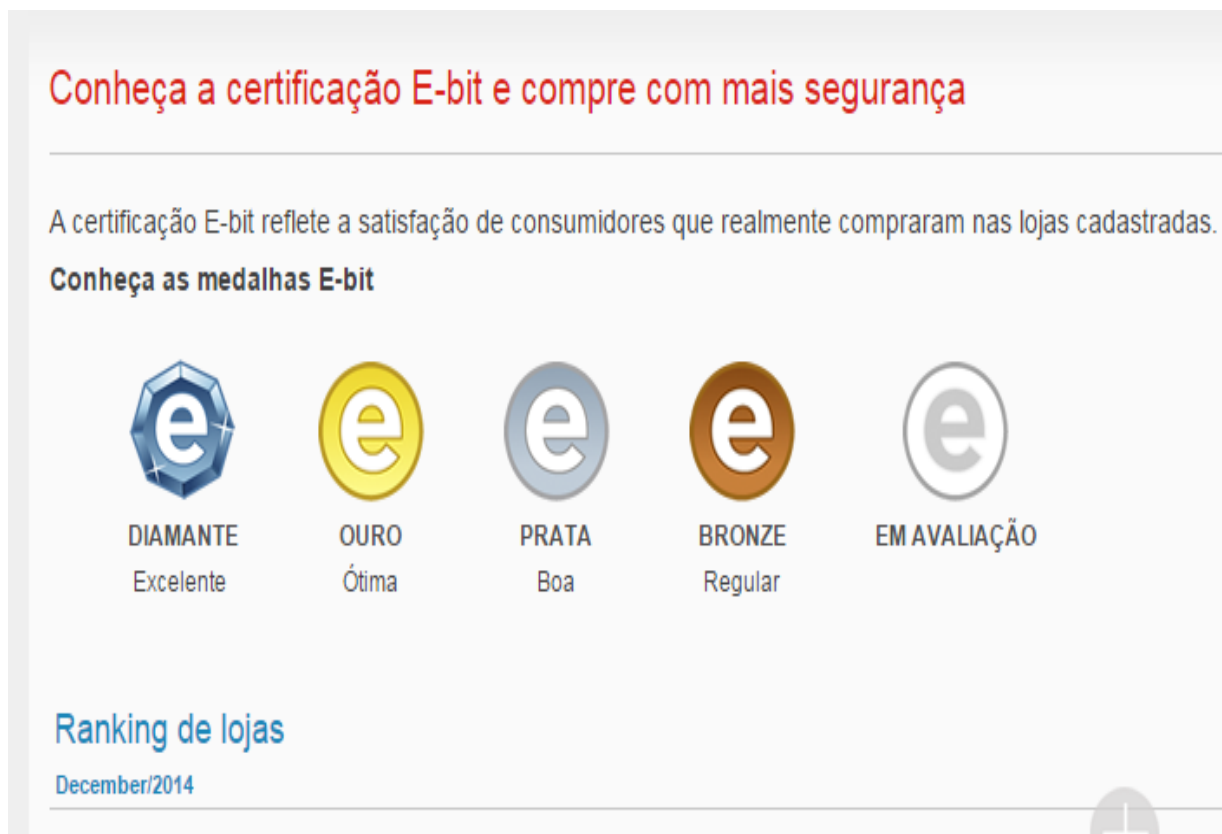 Conheça a certificação E-bit e compre com mais segurança
A certificação E-bit reflete a satisfação de consumidores que realmente compraram nas lojas cadastradas.
Conheça as medalhas E-bit
e e e e e
DIAMANTE OURO PRATA BRONZE EM AVALIAÇÃO
Excelente Ótima Boa Regular
Ranking de lojas
December/2014